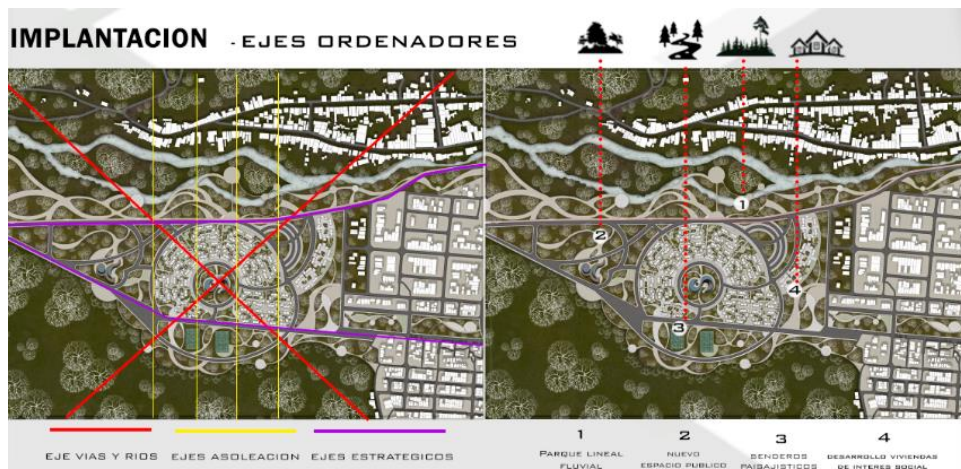 IMPLANTACION - EJES ORDENADORES
1
2
3
4
EJE VIAS Y RIOS
EJES ASOLEACION
EJES ESTRATEGICOS
1
PARQUE LINEAL
FLUVIAL
2
NUEVO
ESPACIO PUBLICO
3
SENDEROS
PAISAJISTICOS
4
DESARROLLO VIVIENDAS
DE INTERES SOCIAL